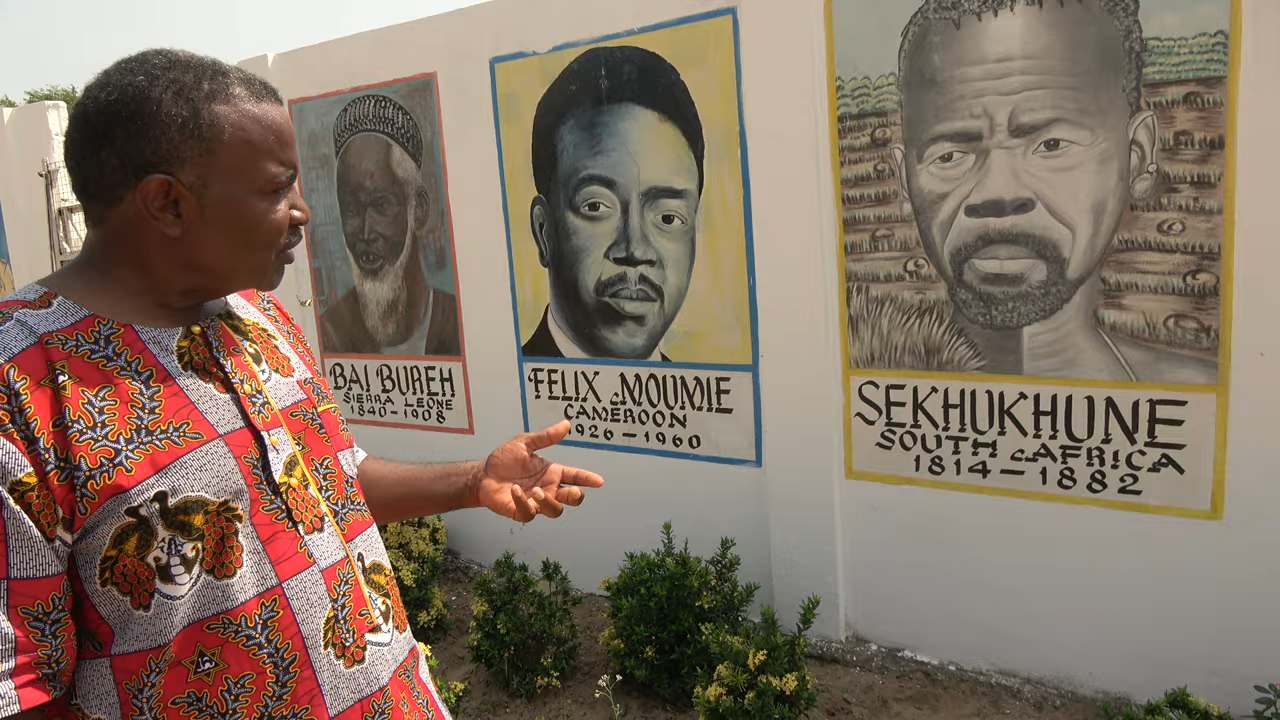 BAI BUREH
SIERRA LEONE
1840-1908
FELIX MOUMIE
CAMEROON
1926-1960
SEKHUKHUNE
SOUTH AFRICA
1814-1882